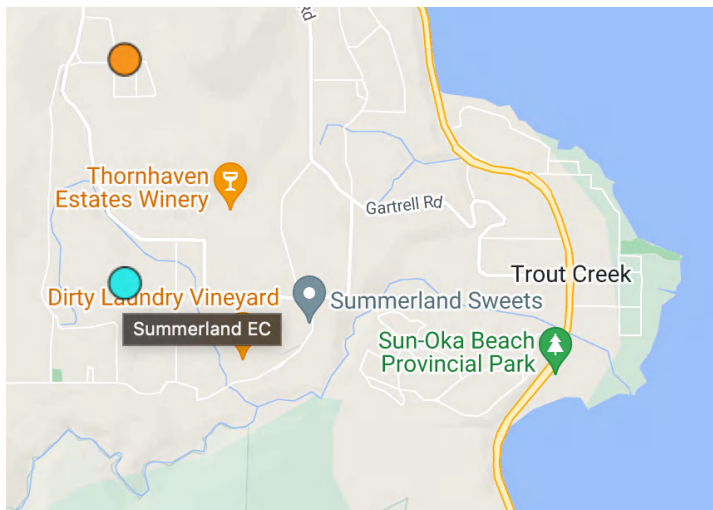 Rd
Thornhaven
Estates Winery
Gartrell Rd
Trout Creek
Dirty Laundry Vineyard
Summerland Sweets
Summerland EC
Sun-Oka Beach
Provincial Park